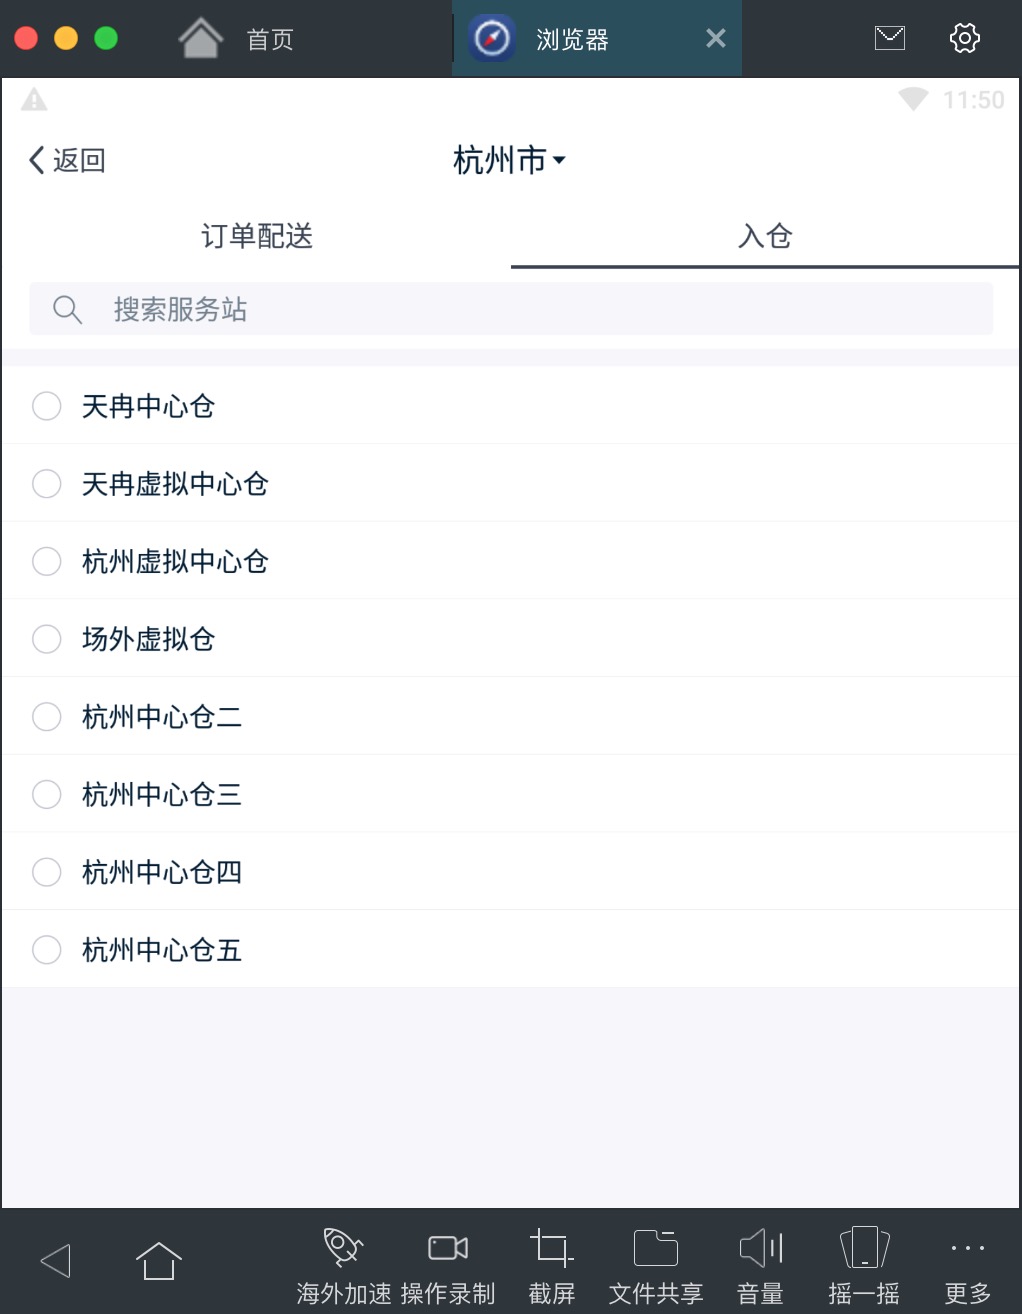 首页
浏览器
11:50
返回
杭州市
订单配送
入仓
搜索服务站
天冉中心仓
天冉虚拟中心仓
杭州虚拟中心仓
场外虚拟仓
杭州中心仓二
杭州中心仓三
杭州中心仓四
杭州中心仓五
海外加速
操作录制
截屏
文件共享
音量
摇一摇
更多